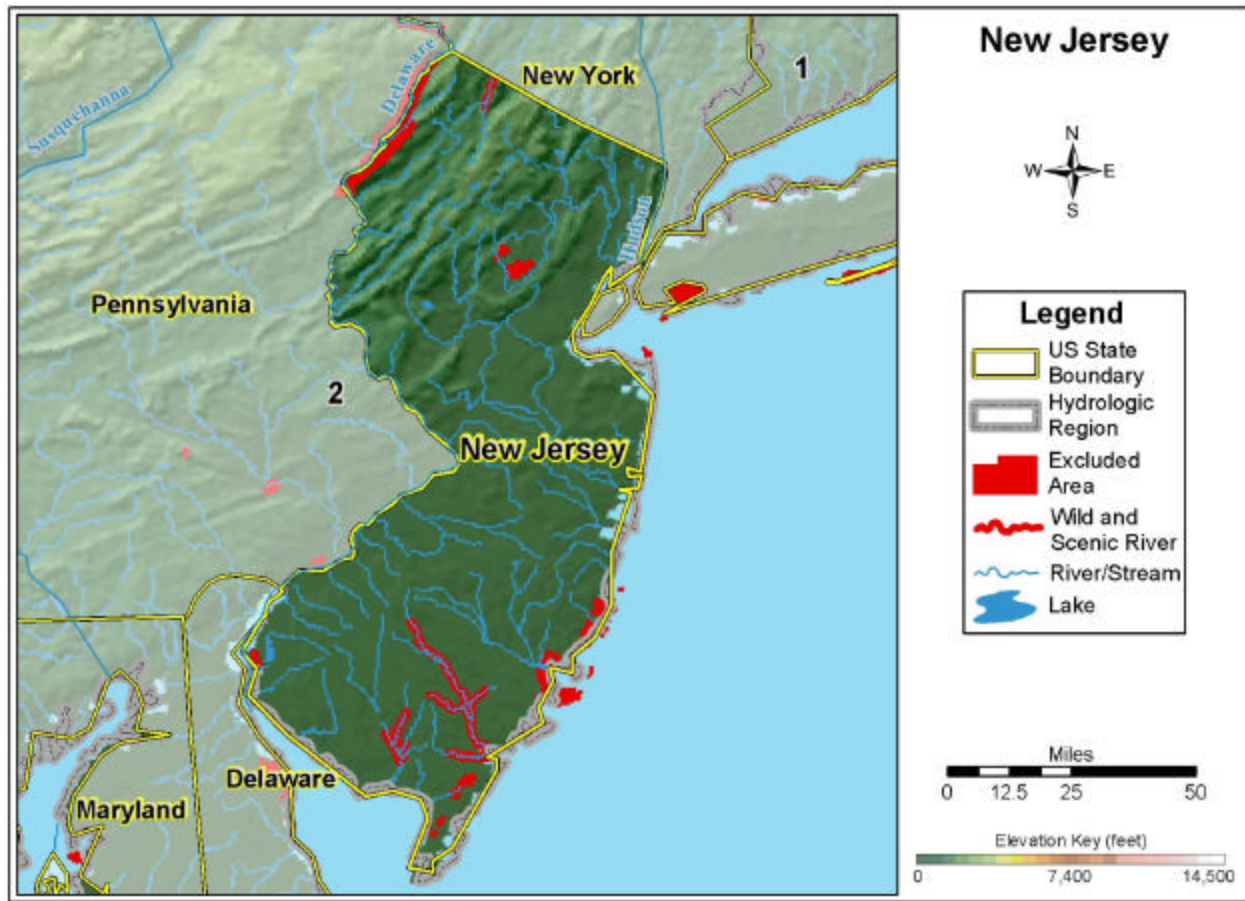 New Jersey
1
New York
Delaware
Susquehanna
N
W E
S
Hudson
Pennsylvania
2
New Jersey
Delaware
Maryland
Legend
US State
Boundary
Hydrologic
Region
Excluded
Area
Wild and
Scenic River
River/Stream
Lake
Miles
0 12.5 25 50
Elevation Key (feet)
0 7,400 14,500